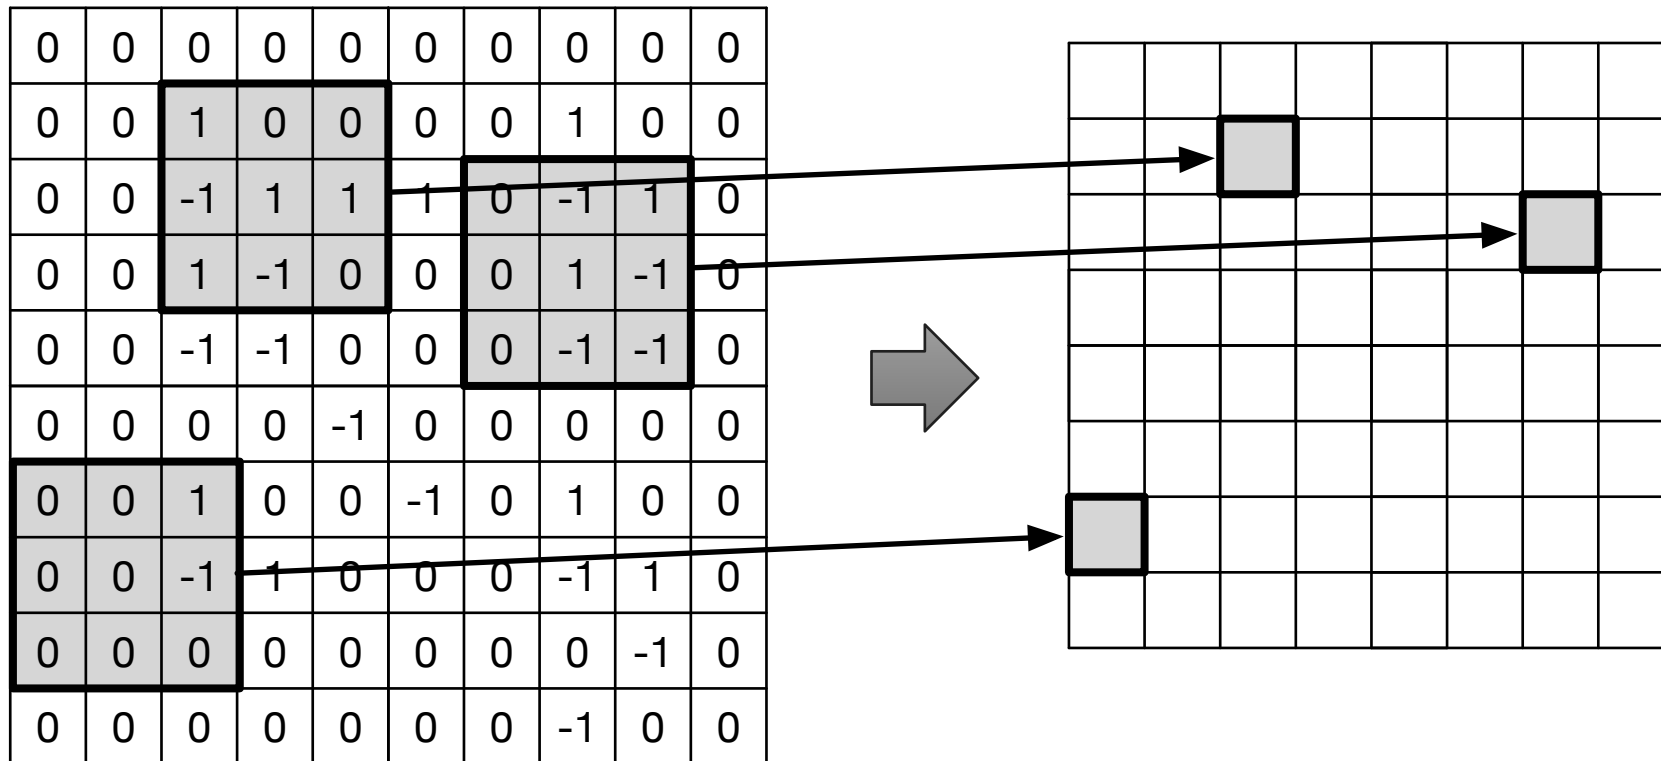 0 0 0 0 0 0 0 0 0 0
0 0 1 0 0 0 0 1 0 0
0 0 -1 1 1 1 0 -1 1 0
0 0 1 -1 0 0 0 1 -1 0
0 0 -1 -1 0 0 0 -1 -1 0
0 0 0 0 -1 0 0 0 0 0
0 0 1 0 0 -1 0 1 0 0
0 0 -1 1 0 0 0 -1 1 0
0 0 0 0 0 0 0 0 -1 0
0 0 0 0 0 0 0 -1 0 0